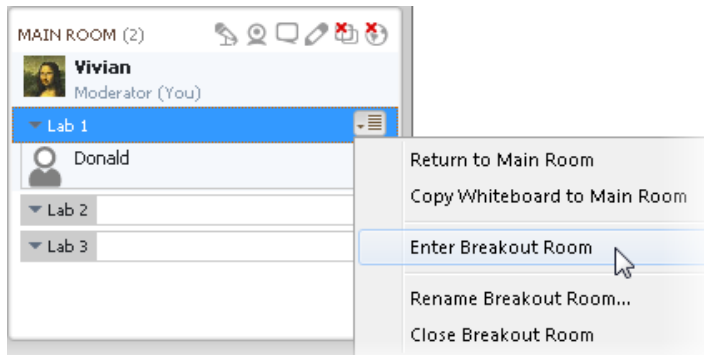 MAIN ROOM (2)
Vivian
Moderator (You)
Lab 1
Donald
Lab 2
Lab 3
Return to Main Room
Copy Whiteboard to Main Room
Enter Breakout Room
Rename Breakout Room...
Close Breakout Room